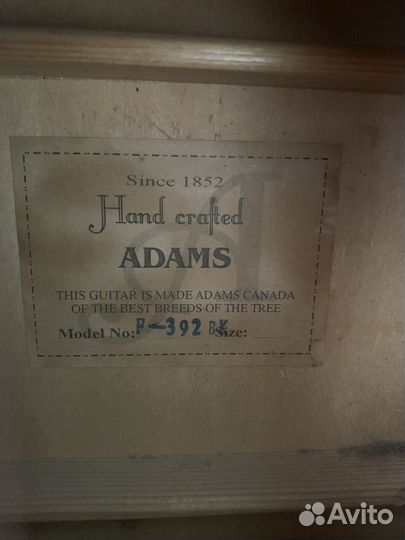 Since 1852
Hand crafted
ADAMS
THIS GUITAR IS MADE ADAMS CANADA
OF THE BEST BREEDS OF THE TREE
Model No: F-392 BK Size:
Avito